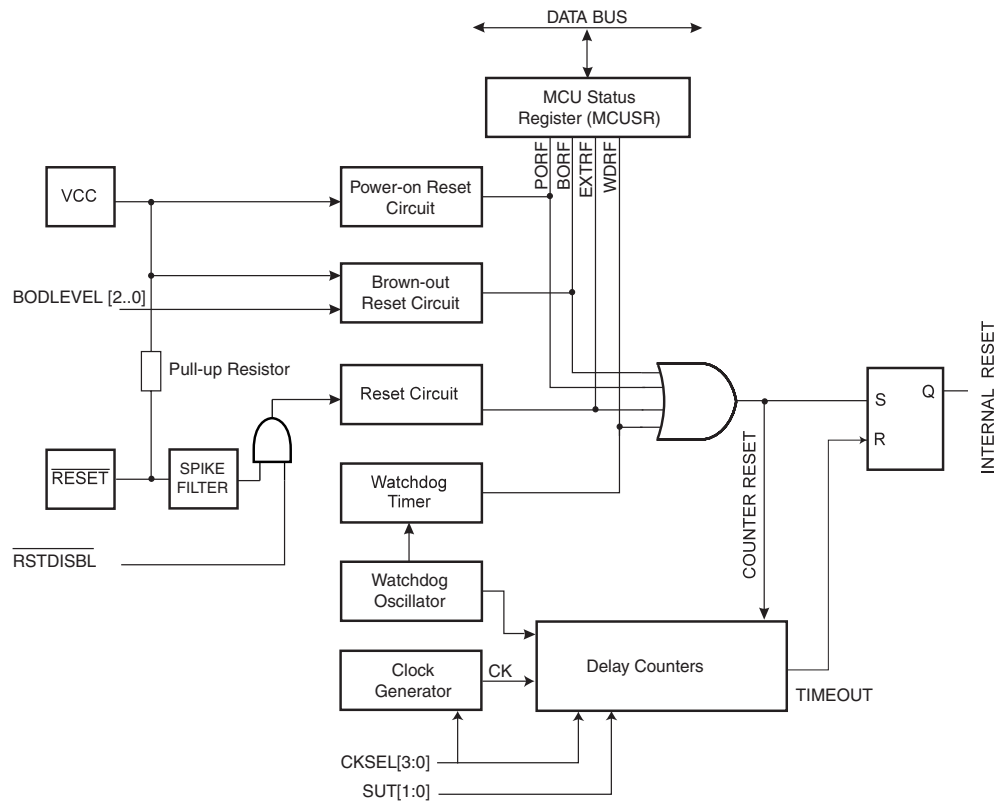 DATA BUS
MCU Status
Register (MCUSR)
PORF
BORF
EXTRF
WDRF
VCC
Power-on Reset
Circuit
BODLEVEL [2..0]
Brown-out
Reset Circuit
Pull-up Resistor
Reset Circuit
RESET
SPIKE
FILTER
RSTDISBL
Watchdog
Timer
Watchdog
Oscillator
Clock
Generator
CK
Delay Counters
COUNTER RESET
S
Q
R
INTERNAL RESET
TIMEOUT
CKSEL[3:0]
SUT[1:0]